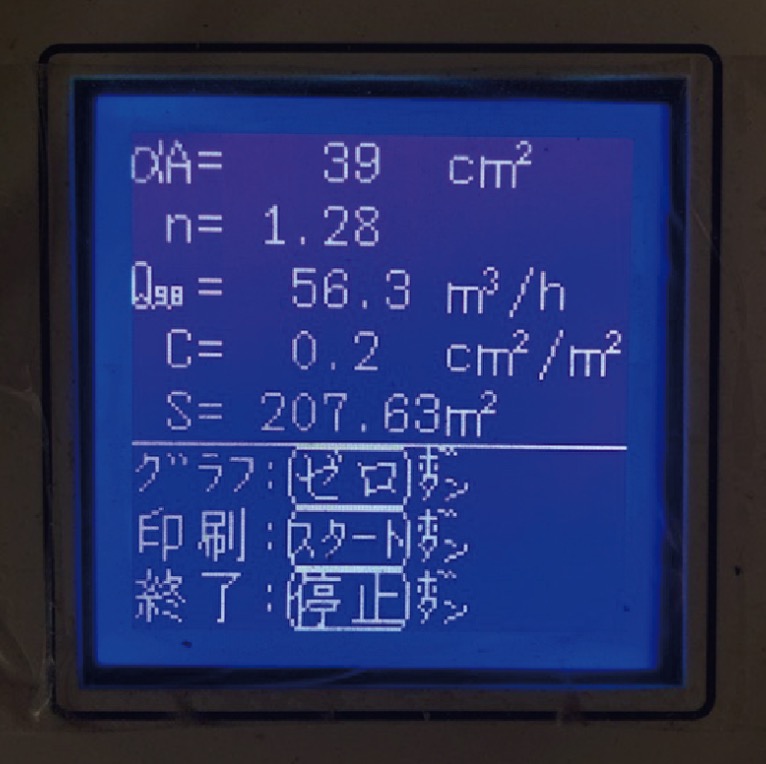 αA= 39 cm²
n= 1.28
Q9.8= 56.3 m³/h
C= 0.2 cm²/m²
S= 207.63m²
グラフ:ゼロボタン
印刷:スタートボタン
終了:停止ボタン